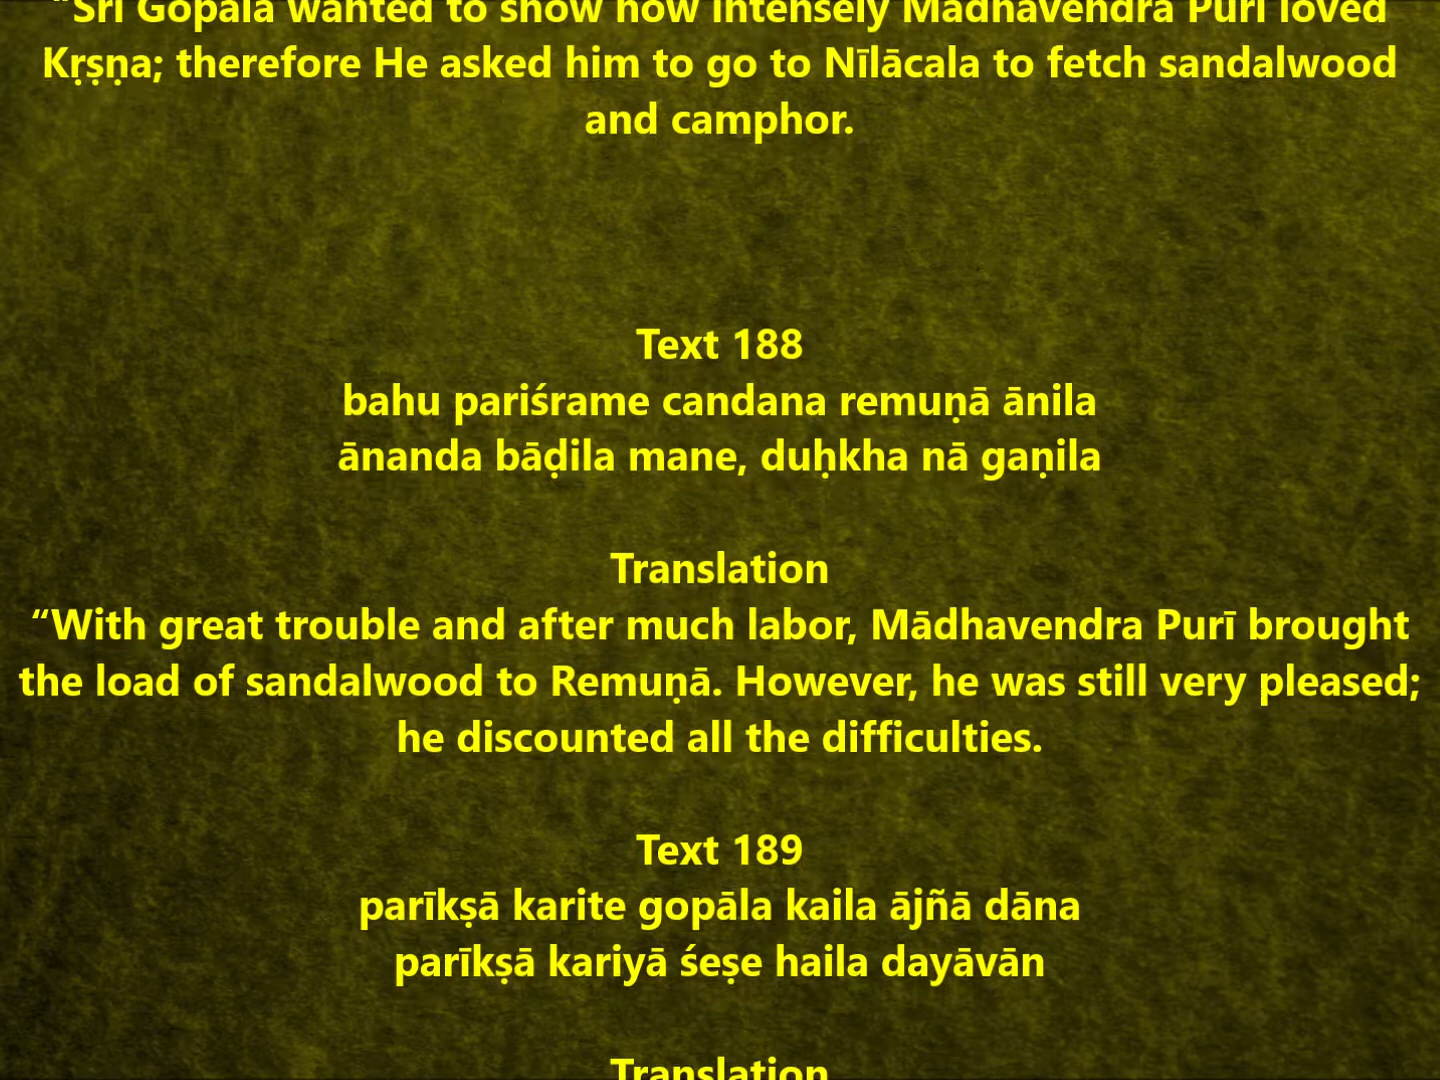 “Śrī Gopāla wanted to show how intensely Mādhavendra Purī loved
Kṛṣṇa; therefore He asked him to go to Nīlācala to fetch sandalwood
and camphor.
Text 188
bahu pariśrame candana remuṇā ānila
ānanda bāḍila mane, duḥkha nā gaṇila
Translation
“With great trouble and after much labor, Mādhavendra Purī brought
the load of sandalwood to Remuṇā. However, he was still very pleased;
he discounted all the difficulties.
Text 189
parīkṣā karite gopāla kaila ājñā dāna
parīkṣā kariyā śeṣe haila dayāvān
Translation